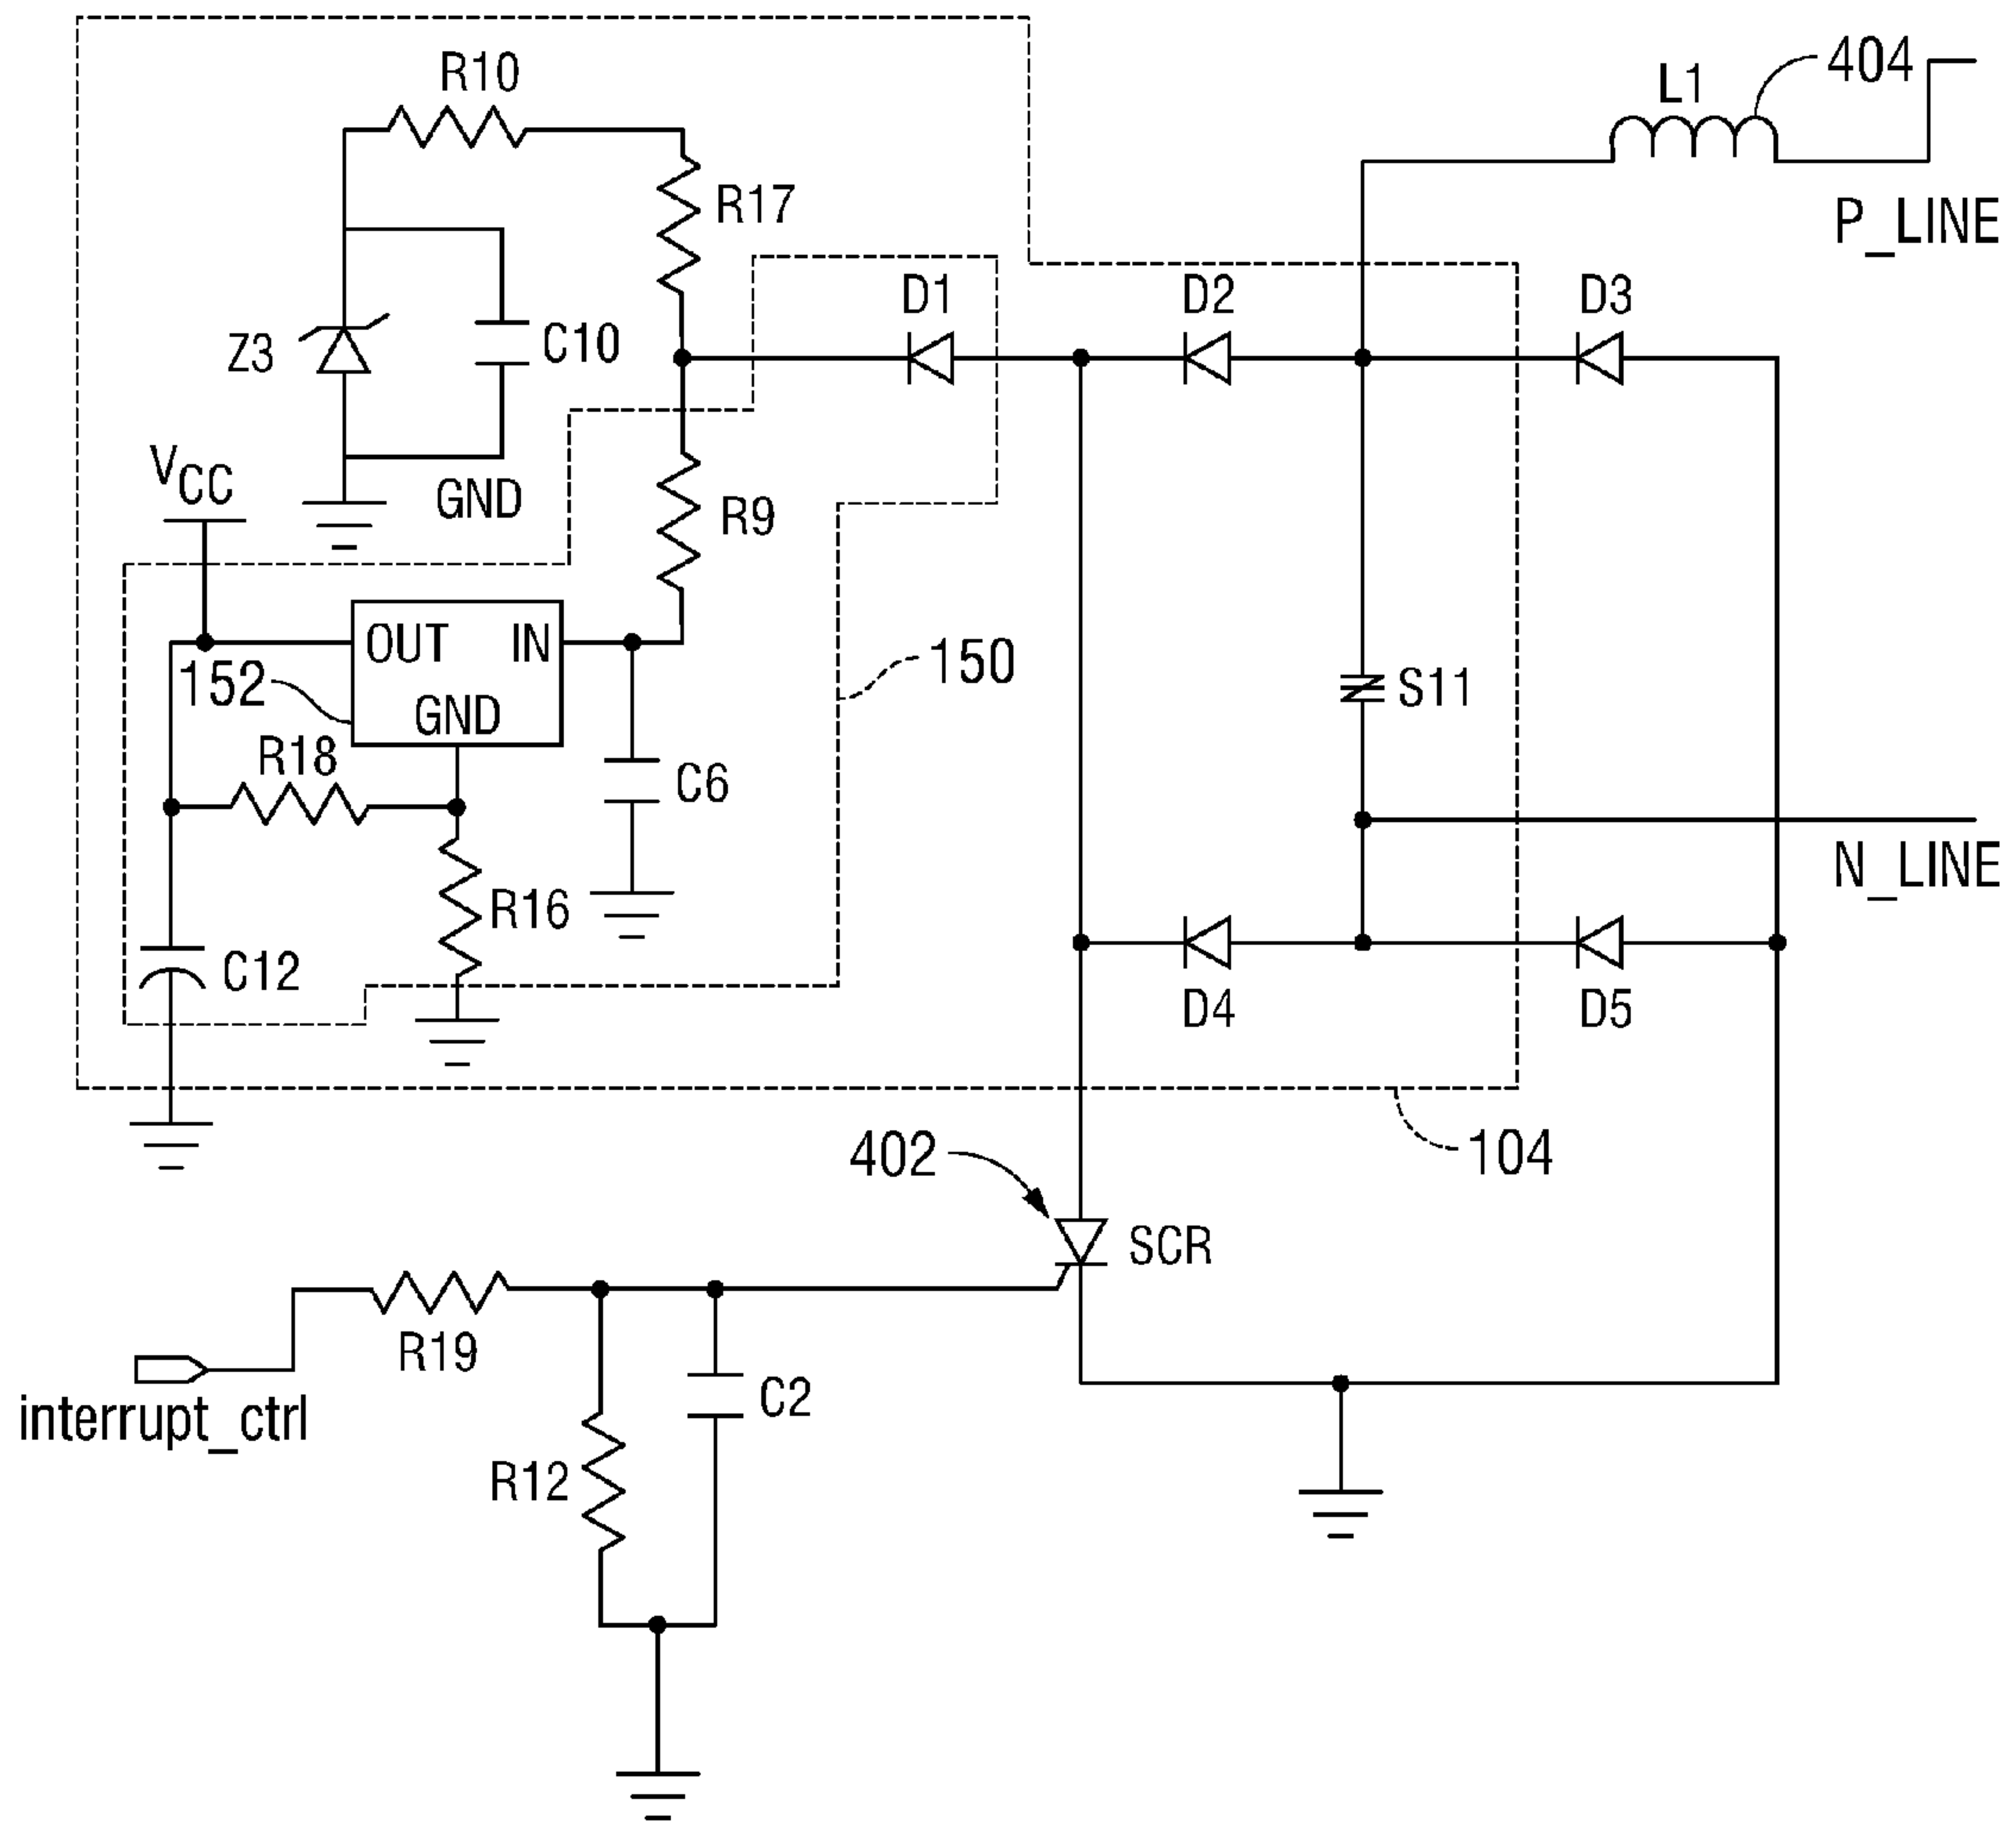 R10
L1
404
R17
P_LINE
D1
D2
D3
Z3
C10
VCC
GND
R9
OUT
IN
152
GND
150
S11
R18
C6
N_LINE
R16
C12
D4
D5
402
104
SCR
R19
interrupt_ctrl
C2
R12